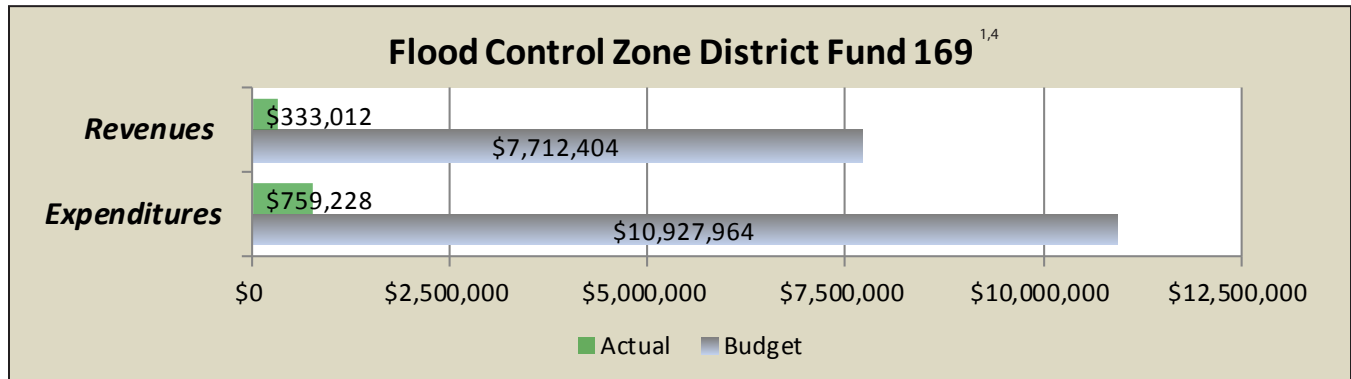 Flood Control Zone District Fund 169 1,4
Revenues
$333,012
$7,712,404
Expenditures
$759,228
$10,927,964
$0 $2,500,000 $5,000,000 $7,500,000 $10,000,000 $12,500,000
Actual Budget